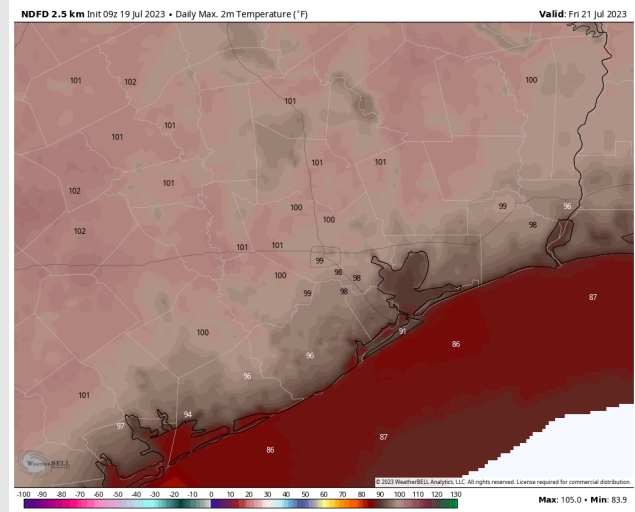 NDFD 2.5 km Init 09z 19 Jul 2023 • Daily Max. 2m Temperature (°F)
Valid: Fri 21 Jul 2023
101 102 100
101
101 101
101 101
102 101
100 99 96
102 100 98
101 101
99
100 98 98
99 98 87
100 91
86
96
96
101
94
97
87
86
WEATHERBELL
© 2023 WeatherBELL Analytics, LLC. All rights reserved. License required for commercial distribution.
-100 -90 -80 -70 -60 -50 -40 -30 -20 -10 0 10 20 30 40 50 60 70 80 90 100 110 120 130
Max: 105.0 • Min: 83.9